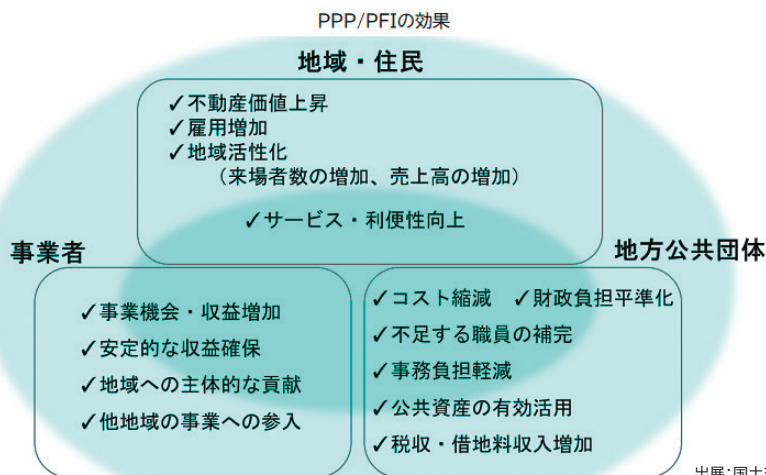 PPP/PFIの効果
地域・住民
✓不動産価値上昇
✓雇用増加
✓地域活性化
（来場者数の増加、売上高の増加）
✓サービス・利便性向上
事業者
✓事業機会・収益増加
✓安定的な収益確保
✓地域への主体的な貢献
✓他地域の事業への参入
地方公共団体
✓コスト縮減 ✓財政負担平準化
✓不足する職員の補完
✓事務負担軽減
✓公共資産の有効活用
✓税収・借地料収入増加
出展：国土